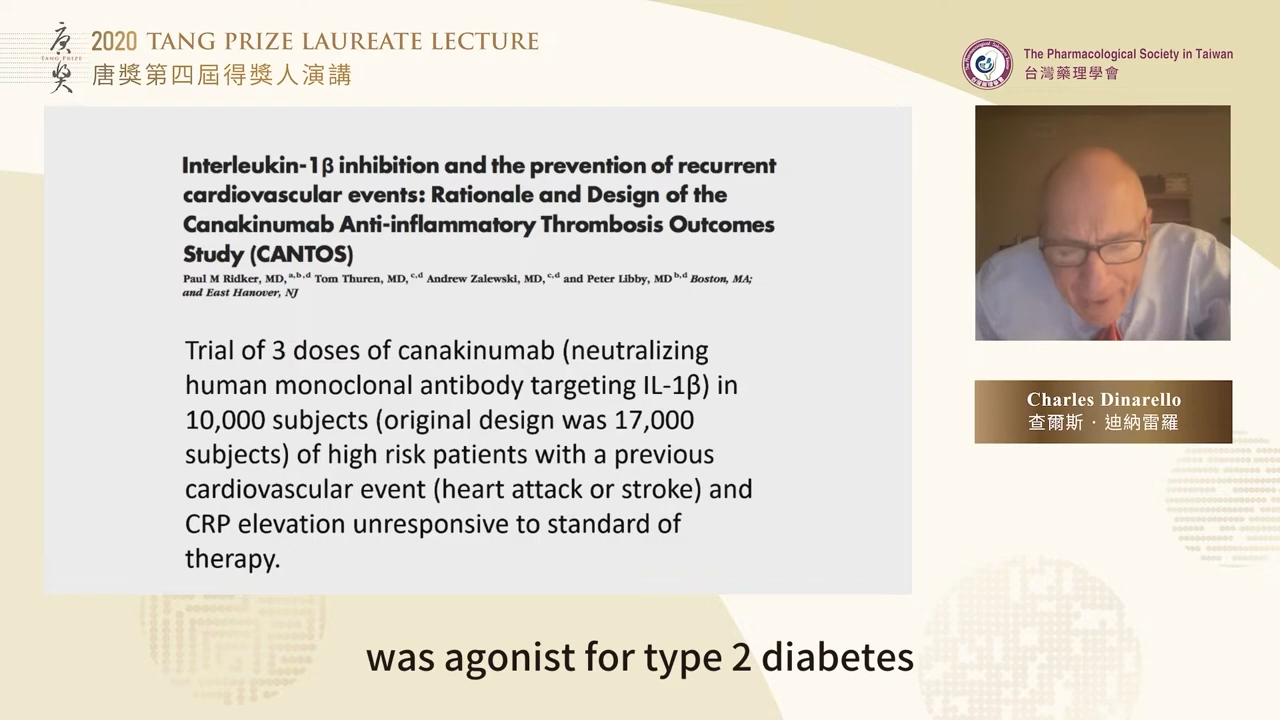 唐獎
TANG PRIZE
2020 TANG PRIZE LAUREATE LECTURE
唐獎第四屆得獎人演講
The Pharmacological Society in Taiwan
台灣藥理學會
Interleukin-1β inhibition and the prevention of recurrent
cardiovascular events: Rationale and Design of the
Canakinumab Anti-inflammatory Thrombosis Outcomes
Study (CANTOS)
Paul M Ridker, MD,a,b,d Tom Thuren, MD,c,d Andrew Zalewski, MD,c,d and Peter Libby, MDb,d Boston, MA;
and East Hanover, NJ
Trial of 3 doses of canakinumab (neutralizing
human monoclonal antibody targeting IL-1β) in
10,000 subjects (original design was 17,000
subjects) of high risk patients with a previous
cardiovascular event (heart attack or stroke) and
CRP elevation unresponsive to standard of
therapy.
Charles Dinarello
查爾斯·迪納雷羅
was agonist for type 2 diabetes